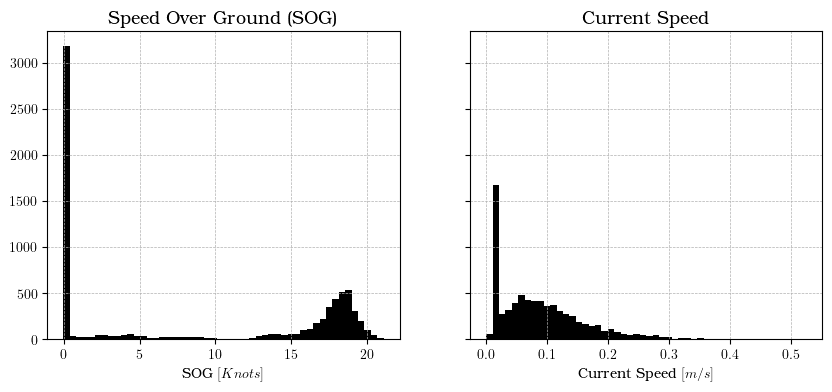 Speed Over Ground (SOG)
Current Speed
3000
2500
2000
1500
1000
500
0
0 5 10 15 20
0.0 0.1 0.2 0.3 0.4 0.5
SOG [Knots]
Current Speed [m/s]